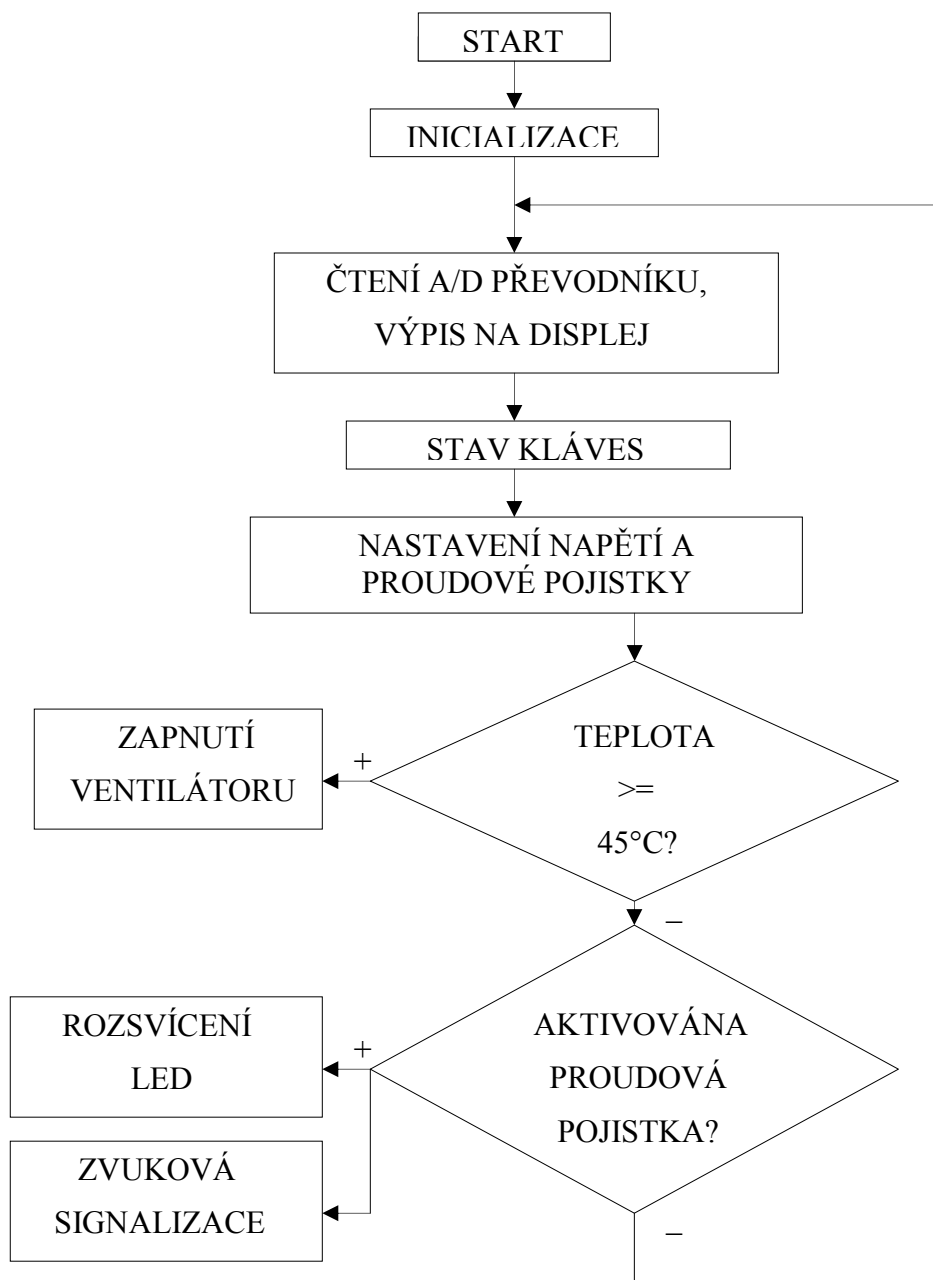 START
INICIALIZACE
ČTENÍ A/D PŘEVODNÍKU,
VÝPIS NA DISPLEJ
STAV KLÁVES
NASTAVENÍ NAPĚTÍ A
PROUDOVÉ POJISTKY
TEPLOTA
>=
45°C?
+
ZAPNUTÍ
VENTILÁTORU
–
AKTIVOVÁNA
PROUDOVÁ
POJISTKA?
+
ROZSVÍCENÍ
LED
ZVUKOVÁ
SIGNALIZACE
–